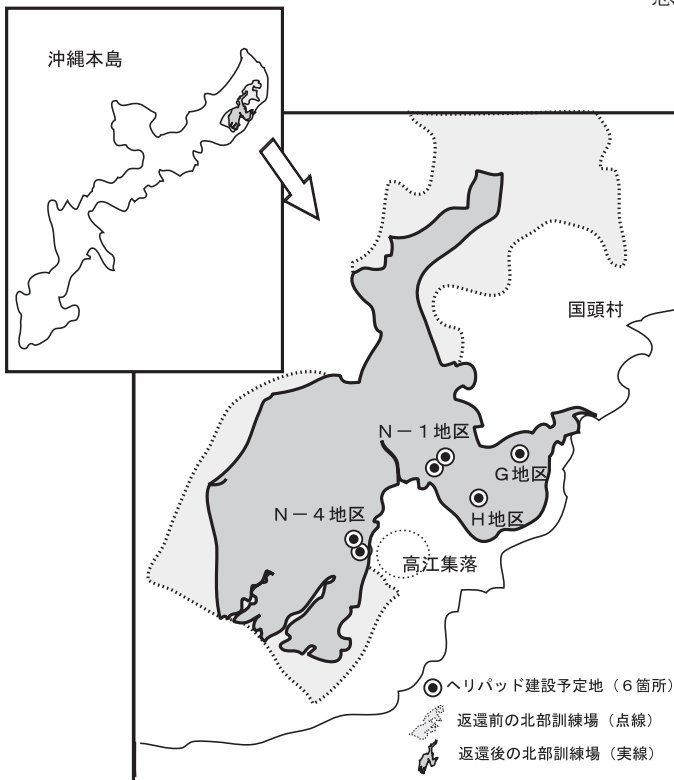 沖縄本島
国頭村
N－1地区
G地区
H地区
N－4地区
高江集落
ヘリパッド建設予定地（6箇所）
返還前の北部訓練場（点線）
返還後の北部訓練場（実線）